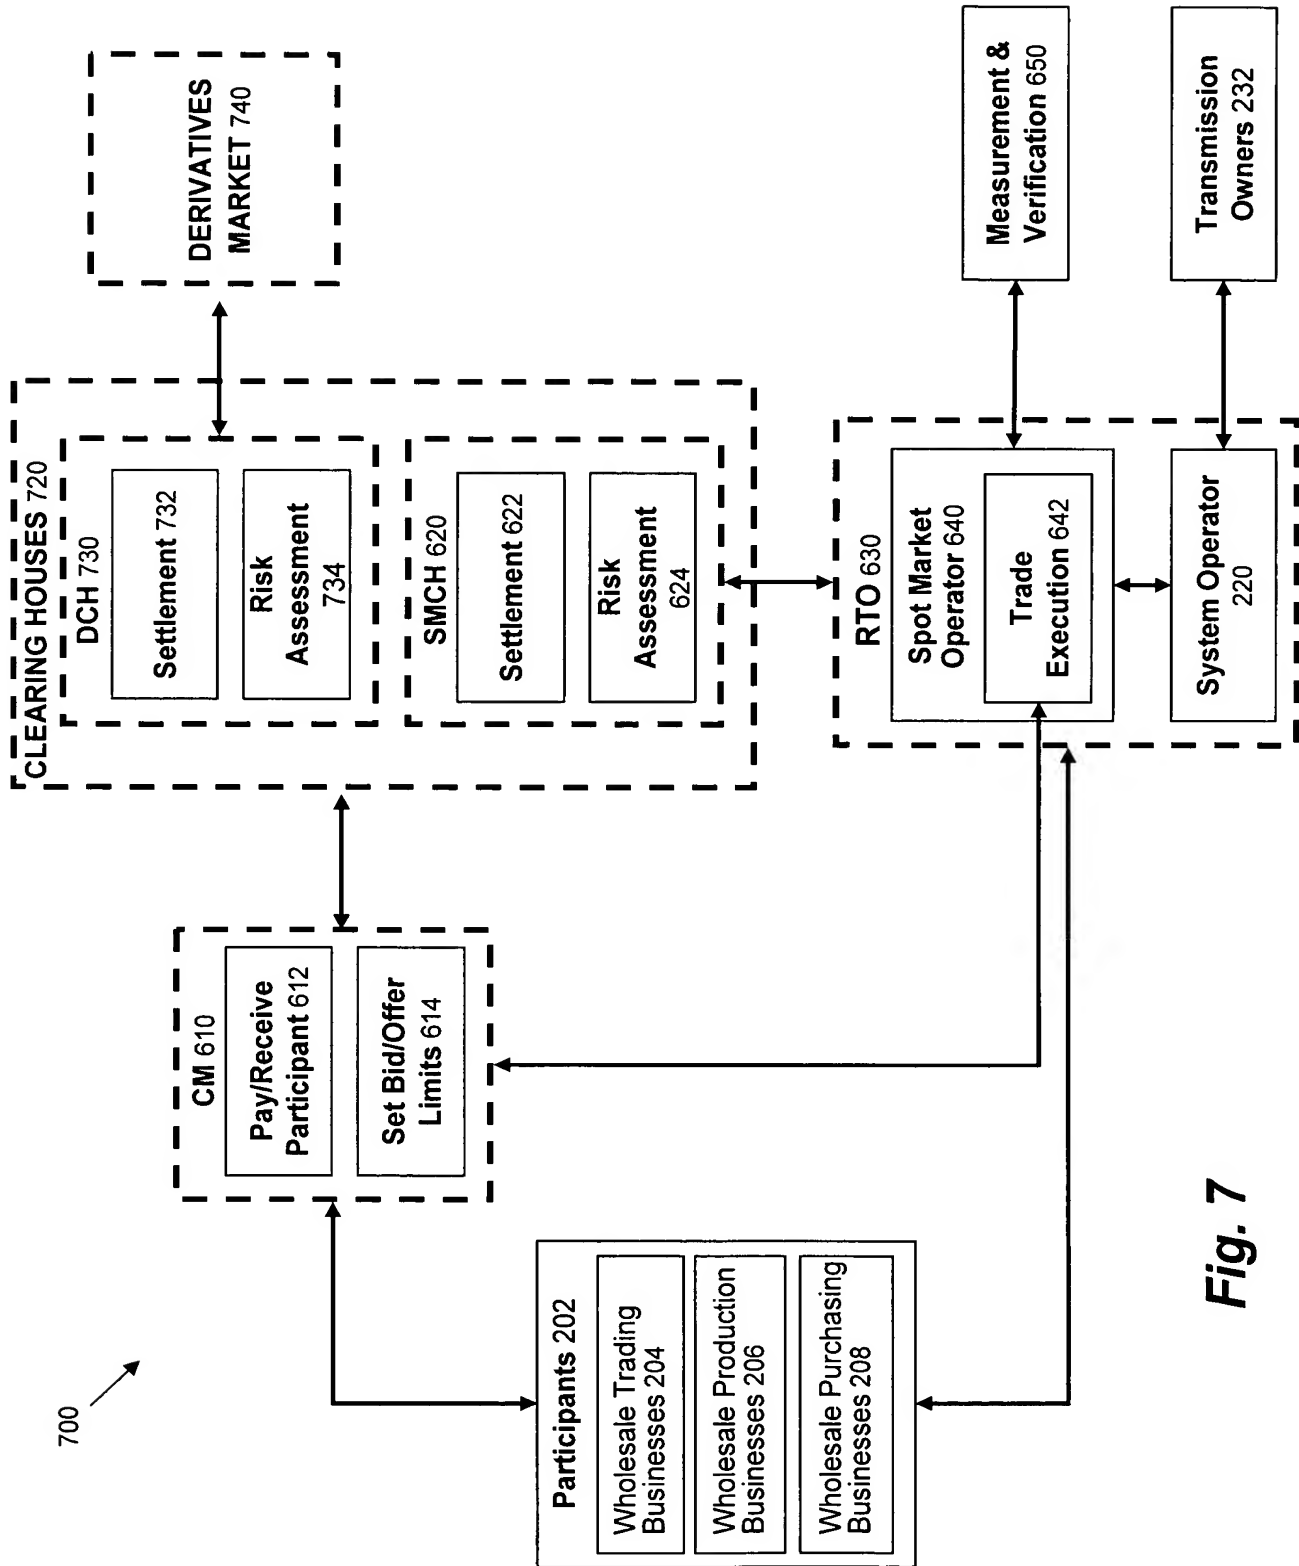 700
Participants 202
Wholesale Trading
Businesses 204
Wholesale Production
Businesses 206
Wholesale Purchasing
Businesses 208
CM 610
Pay/Receive
Participant 612
Set Bid/Offer
Limits 614
CLEARING HOUSES 720
DCH 730
Settlement 732
Risk
Assessment
734
SMCH 620
Settlement 622
Risk
Assessment
624
DERIVATIVES
MARKET 740
RTO 630
Spot Market
Operator 640
Trade
Execution 642
System Operator
220
Measurement &
Verification 650
Transmission
Owners 232
Fig. 7